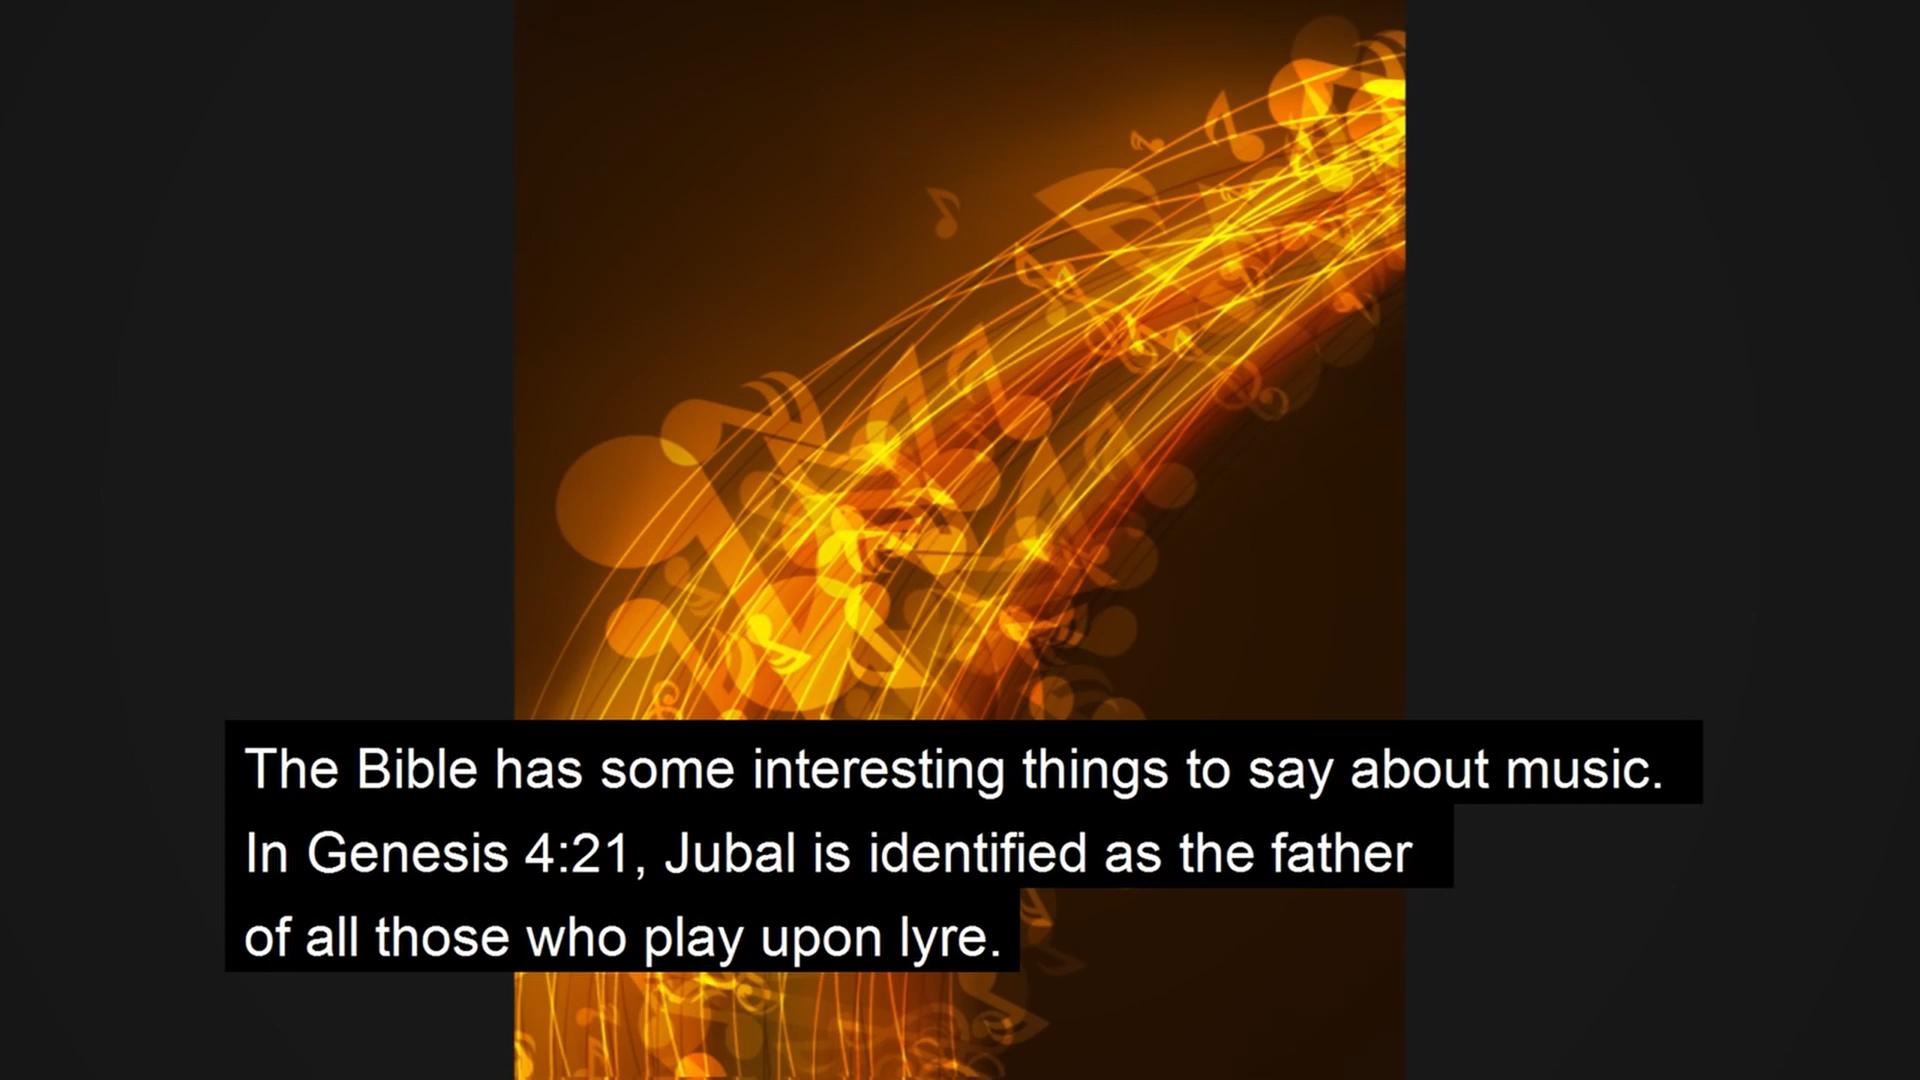 The Bible has some interesting things to say about music.
In Genesis 4:21, Jubal is identified as the father
of all those who play upon lyre.